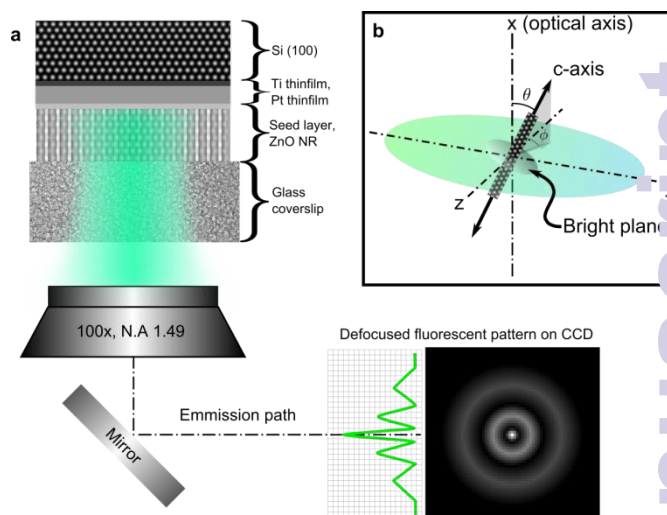 a
Si (100)
Ti thinfilm,
Pt thinfilm
Seed layer,
ZnO NR
Glass
coverslip
100x, N.A 1.49
Mirror
Emmission path
b
x (optical axis)
c-axis
θ
ϕ
z
Bright plane
Defocused fluorescent pattern on CCD